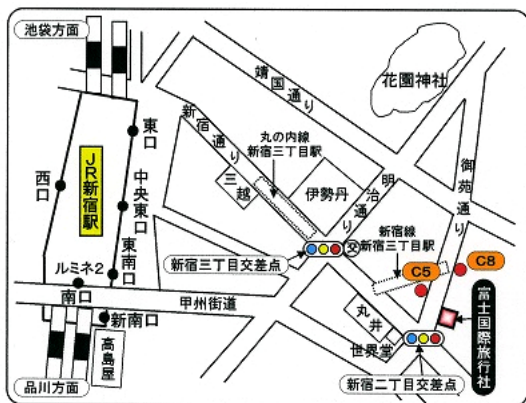 池袋方面
花園神社
靖国通り
新宿通り
丸の内線
新宿三丁目駅
東口
三越
伊勢丹
明治通り
御苑通り
JR新宿駅
西口
中央東口
新宿線
新宿三丁目駅
交
C8
C5
東南口
新宿三丁目交差点
ルミネ2
南口
甲州街道
丸井
富士国際旅行社
新南口
世界堂
高島屋
品川方面
新宿二丁目交差点